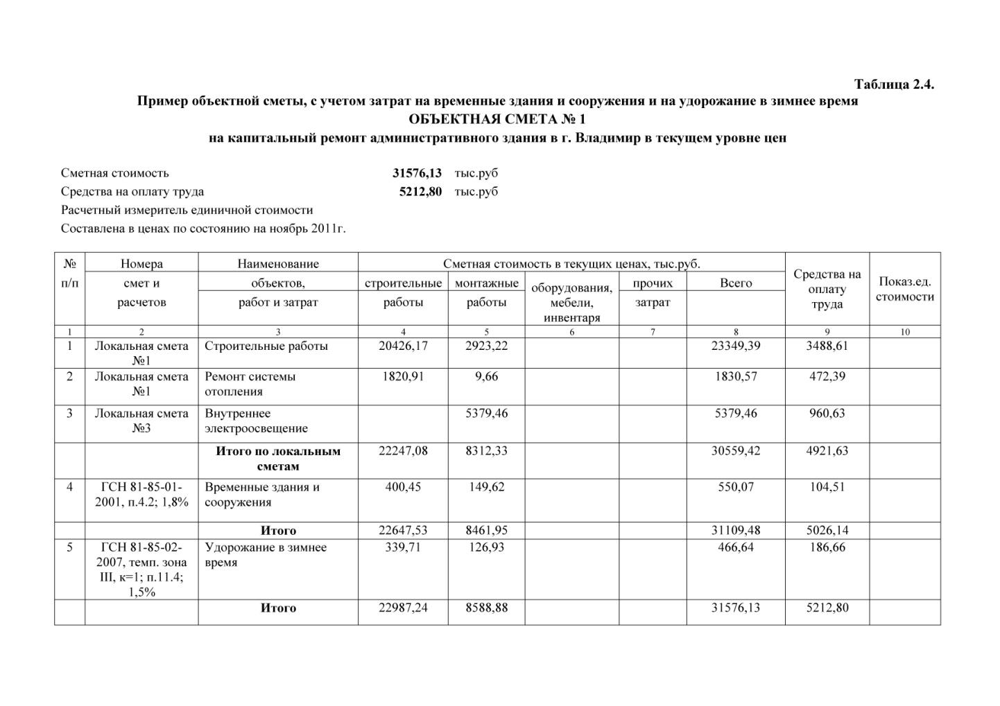 Таблица 2.4.
Пример объектной сметы, с учетом затрат на временные здания и сооружения и на удорожание в зимнее время
ОБЪЕКТНАЯ СМЕТА № 1
на капитальный ремонт административного здания в г. Владимир в текущем уровне цен
Сметная стоимость 31576,13 тыс.руб
Средства на оплату труда 5212,80 тыс.руб
Расчетный измеритель единичной стоимости
Составлена в ценах по состоянию на ноябрь 2011г.
№ Номера Наименование Сметная стоимость в текущих ценах, тыс.руб. Средства на Показ.ед.
п/п смет и объектов, строительные монтажные оборудования, прочих Всего оплату стоимости
расчетов работ и затрат работы работы мебели, затрат труда
инвентаря
1 2 3 4 5 6 7 8 9 10
1 Локальная смета Строительные работы 20426,17 2923,22 23349,39 3488,61
№1
2 Локальная смета Ремонт системы 1820,91 9,66 1830,57 472,39
№1 отопления
3 Локальная смета Внутреннее 5379,46 5379,46 960,63
№3 электроосвещение
Итого по локальным 22247,08 8312,33 30559,42 4921,63
сметам
4 ГСН 81-85-01- Временные здания и 400,45 149,62 550,07 104,51
2001, п.4.2; 1,8% сооружения
Итого 22647,53 8461,95 31109,48 5026,14
5 ГСН 81-85-02- Удорожание в зимнее 339,71 126,93 466,64 186,66
2007, темп. зона время
III, к=1; п.11.4;
1,5%
Итого 22987,24 8588,88 31576,13 5212,80